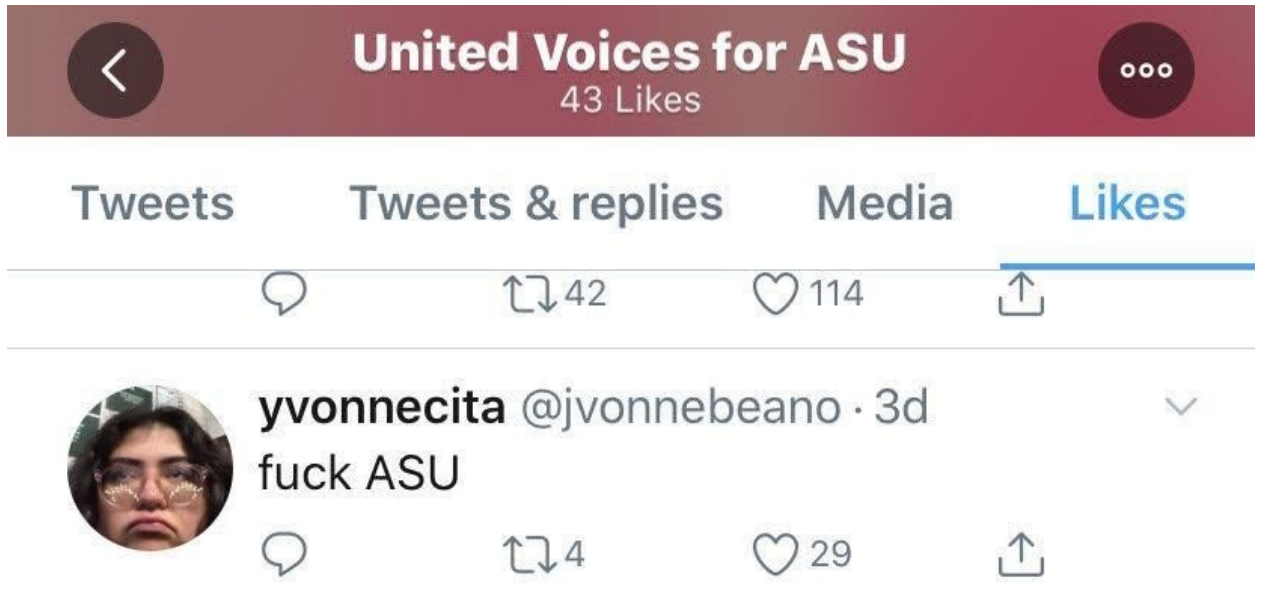 United Voices for ASU
43 Likes
Tweets Tweets & replies Media Likes
42 114
yvonnecita @jvonnebeano · 3d
fuck ASU
4 29